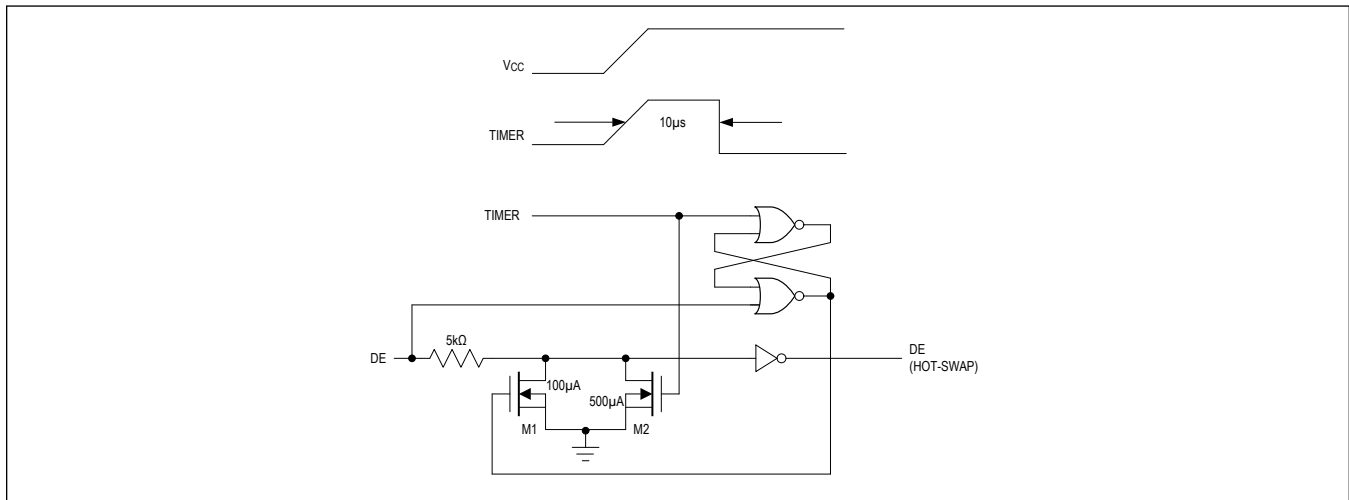 VCC
10µs
TIMER
TIMER
5kΩ
DE
DE
(HOT-SWAP)
100µA
500µA
M1
M2